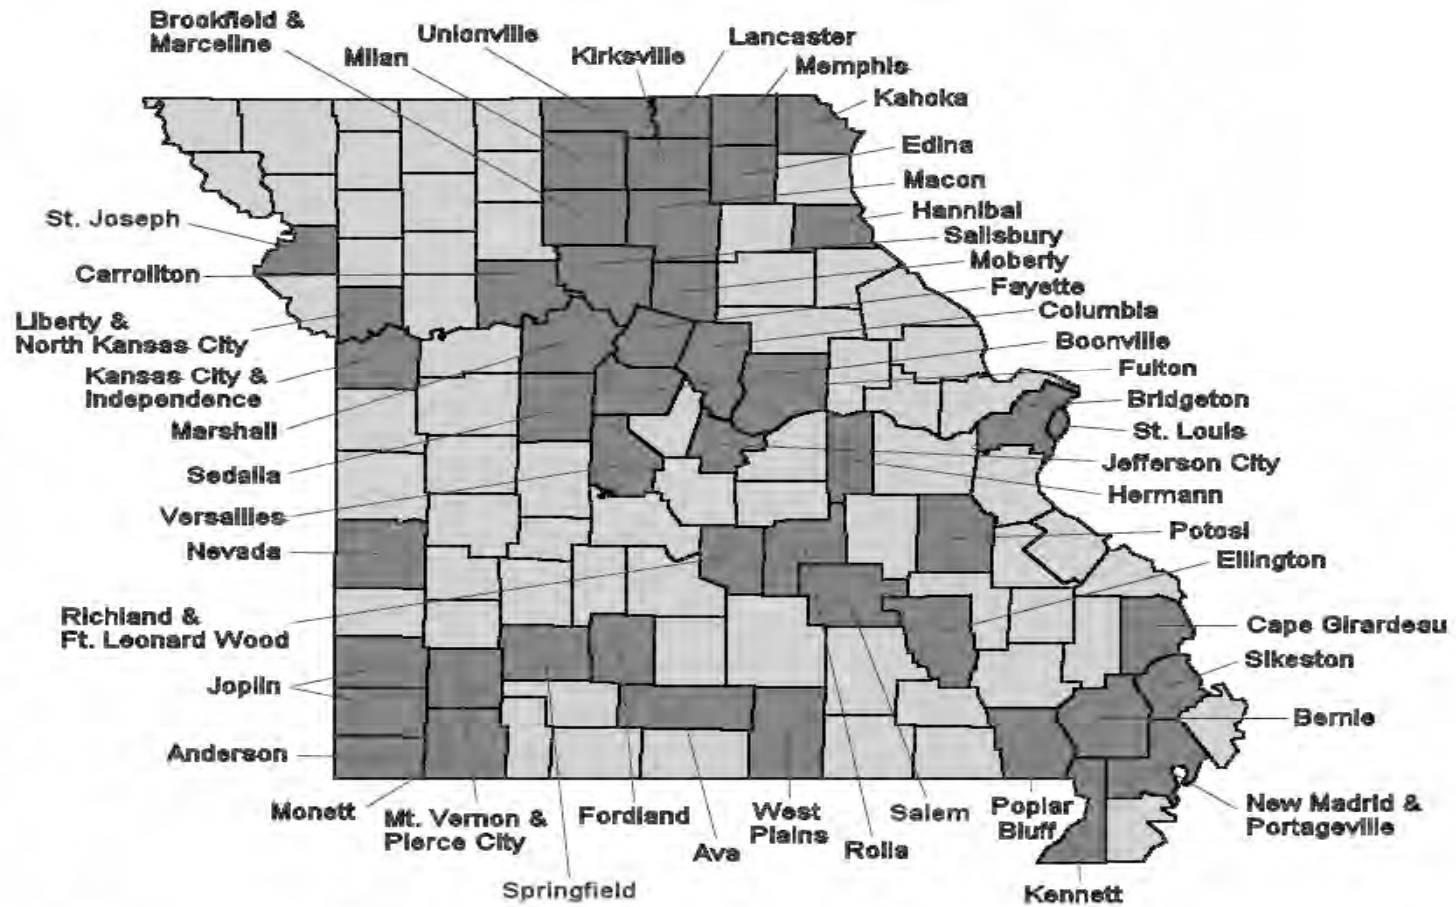 Brookfield &
Marceline
Milan
Unionville
Kirksville
Lancaster
Memphis
Kahoka
Edina
Macon
Hannibal
Salisbury
Moberly
Fayette
Columbia
Boonville
Fulton
Bridgeton
St. Louis
Jefferson City
Hermann
Potosi
Ellington
Cape Girardeau
Sikeston
Bernie
New Madrid &
Portageville
St. Joseph
Carrollton
Liberty &
North Kansas City
Kansas City &
Independence
Marshall
Sedalia
Versailles
Nevada
Richland &
Ft. Leonard Wood
Joplin
Anderson
Monett
Mt. Vernon &
Pierce City
Springfield
Fordland
Ava
West
Plains
Rolla
Salem
Poplar
Bluff
Kennett